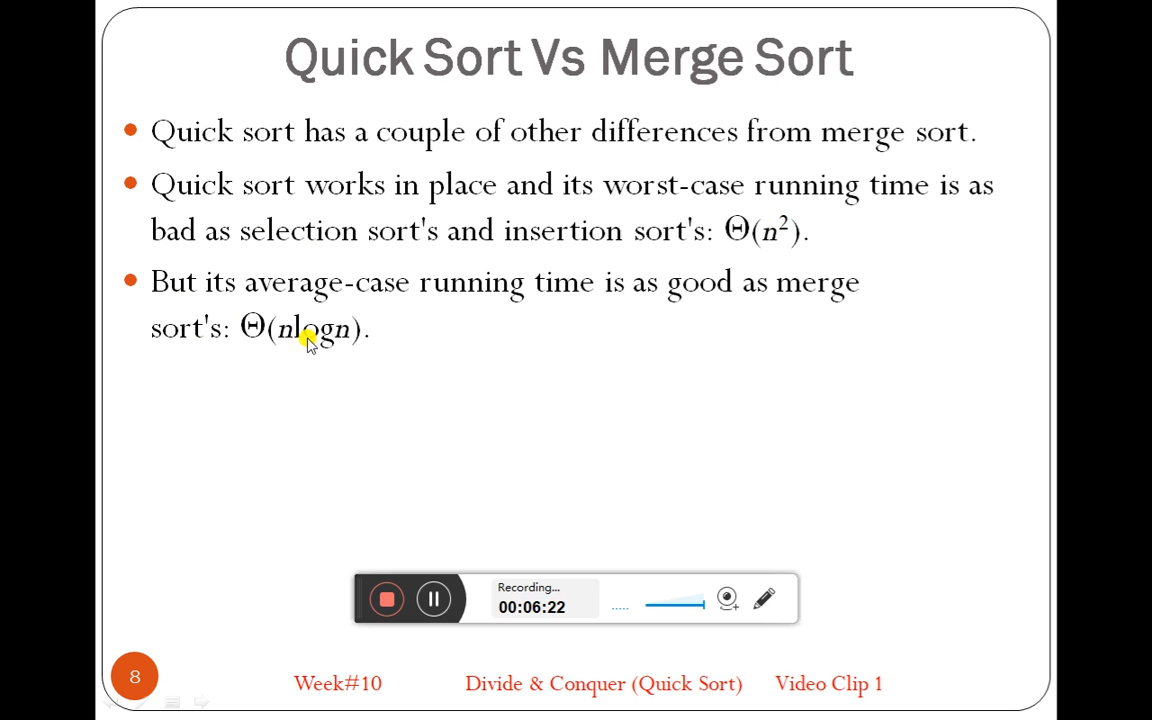 Quick Sort Vs Merge Sort
Quick sort has a couple of other differences from merge sort.
Quick sort works in place and its worst-case running time is as
bad as selection sort's and insertion sort's: Θ(n²).
But its average-case running time is as good as merge
sort's: Θ(nlogn).
Recording...
00:06:22
8
Week#10
Divide & Conquer (Quick Sort)
Video Clip 1